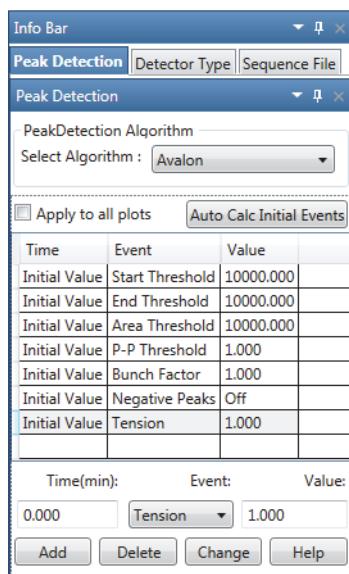 Info Bar
Peak Detection Detector Type Sequence File
Peak Detection
PeakDetection Algorithm
Select Algorithm : Avalon
Apply to all plots Auto Calc Initial Events
Time Event Value
Initial Value Start Threshold 10000.000
Initial Value End Threshold 10000.000
Initial Value Area Threshold 10000.000
Initial Value P-P Threshold 1.000
Initial Value Bunch Factor 1.000
Initial Value Negative Peaks Off
Initial Value Tension 1.000
Time(min): Event: Value:
0.000 Tension 1.000
Add Delete Change Help